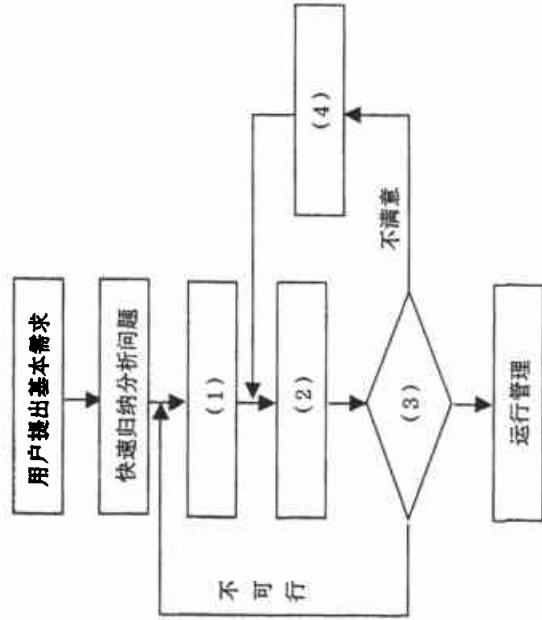 用户提出基本需求
快速归纳分析问题
(1)
(2)
(3)
(4)
不满意
不可行
运行管理